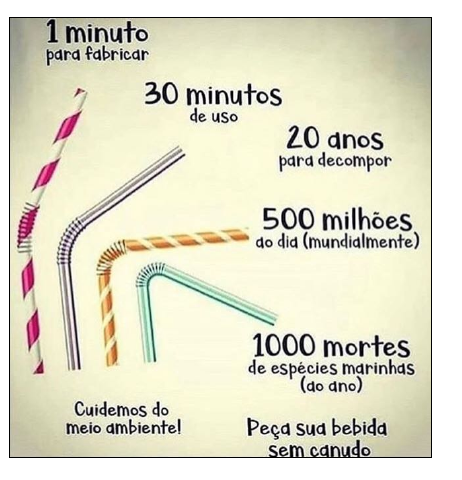 1 minuto
para fabricar
30 minutos
de uso
20 anos
para decompor
500 milhões
ao dia (mundialmente)
1000 mortes
de espécies marinhas
(ao ano)
Cuidemos do
meio ambiente!
Peça sua bebida
sem canudo